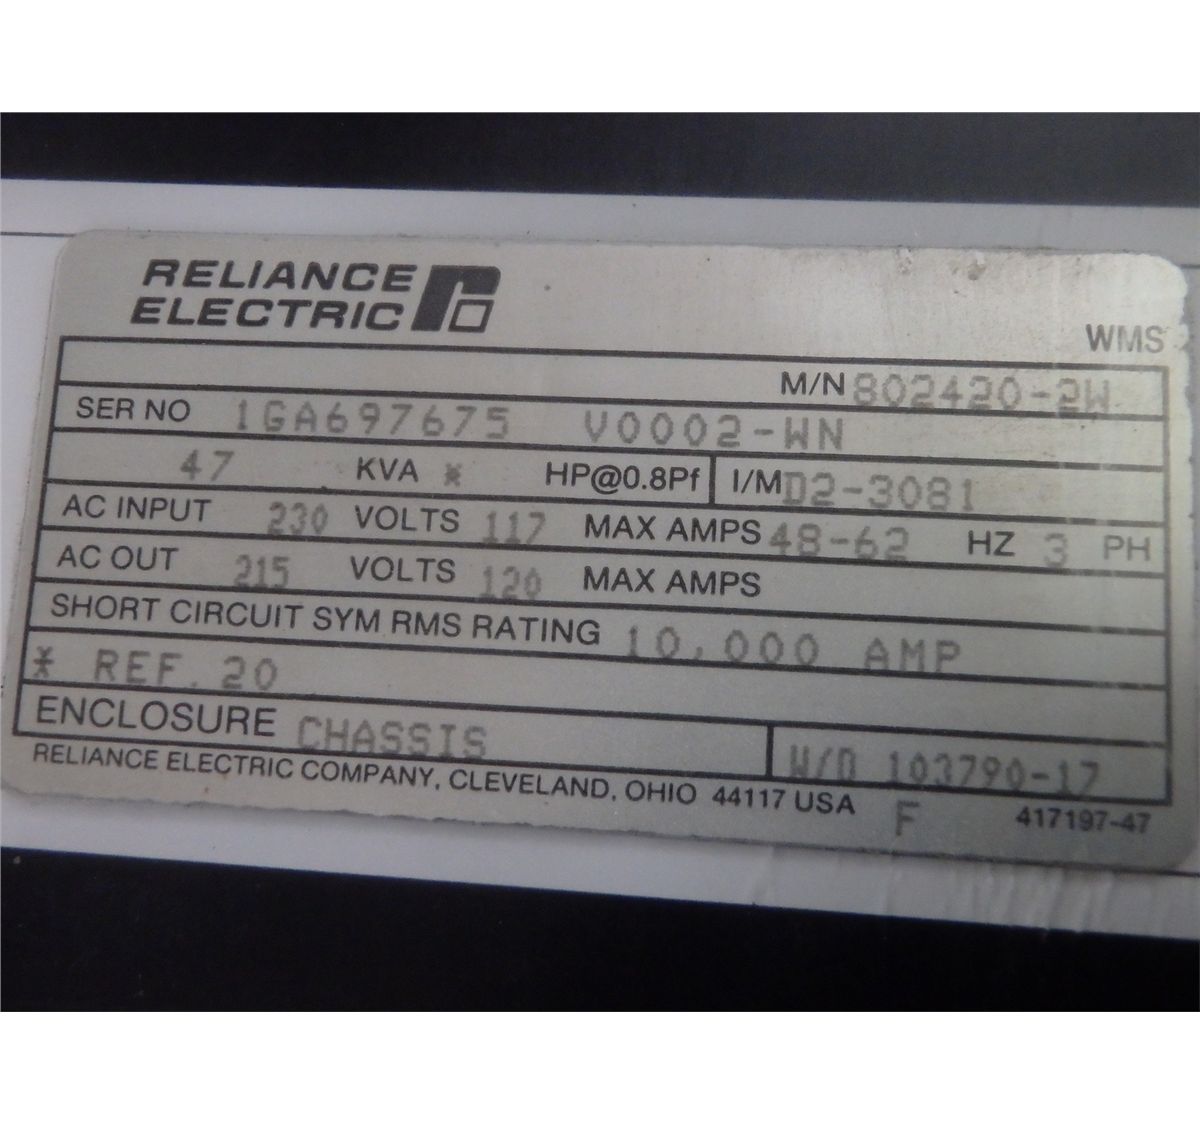 RELIANCE
ELECTRIC
WMS
M/N 802420-2W
SER NO 1GA697675 V0002-WN
47 KVA * HP@0.8Pf I/M D2-3081
AC INPUT 230 VOLTS 117 MAX AMPS 48-62 HZ 3 PH
AC OUT 215 VOLTS 120 MAX AMPS
SHORT CIRCUIT SYM RMS RATING 10,000 AMP
* REF. 20
ENCLOSURE CHASSIS W/D 103790-17
RELIANCE ELECTRIC COMPANY, CLEVELAND, OHIO 44117 USA F 417197-47